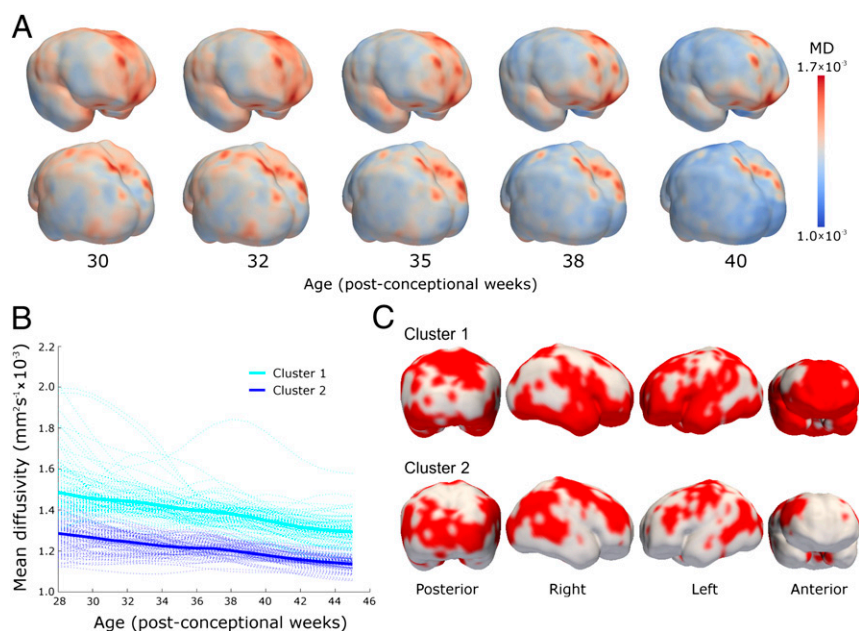 A
MD
1.7×10⁻³
1.0×10⁻³
30 32 35 38 40
Age (post-conceptional weeks)
B
Mean diffusivity (mm²s⁻¹×10⁻³)
2.2
2.0
1.8
1.6
1.4
1.2
1.0
Cluster 1
Cluster 2
28 30 32 34 36 38 40 42 44 46
Age (post-conceptional weeks)
C
Cluster 1
Cluster 2
Posterior Right Left Anterior